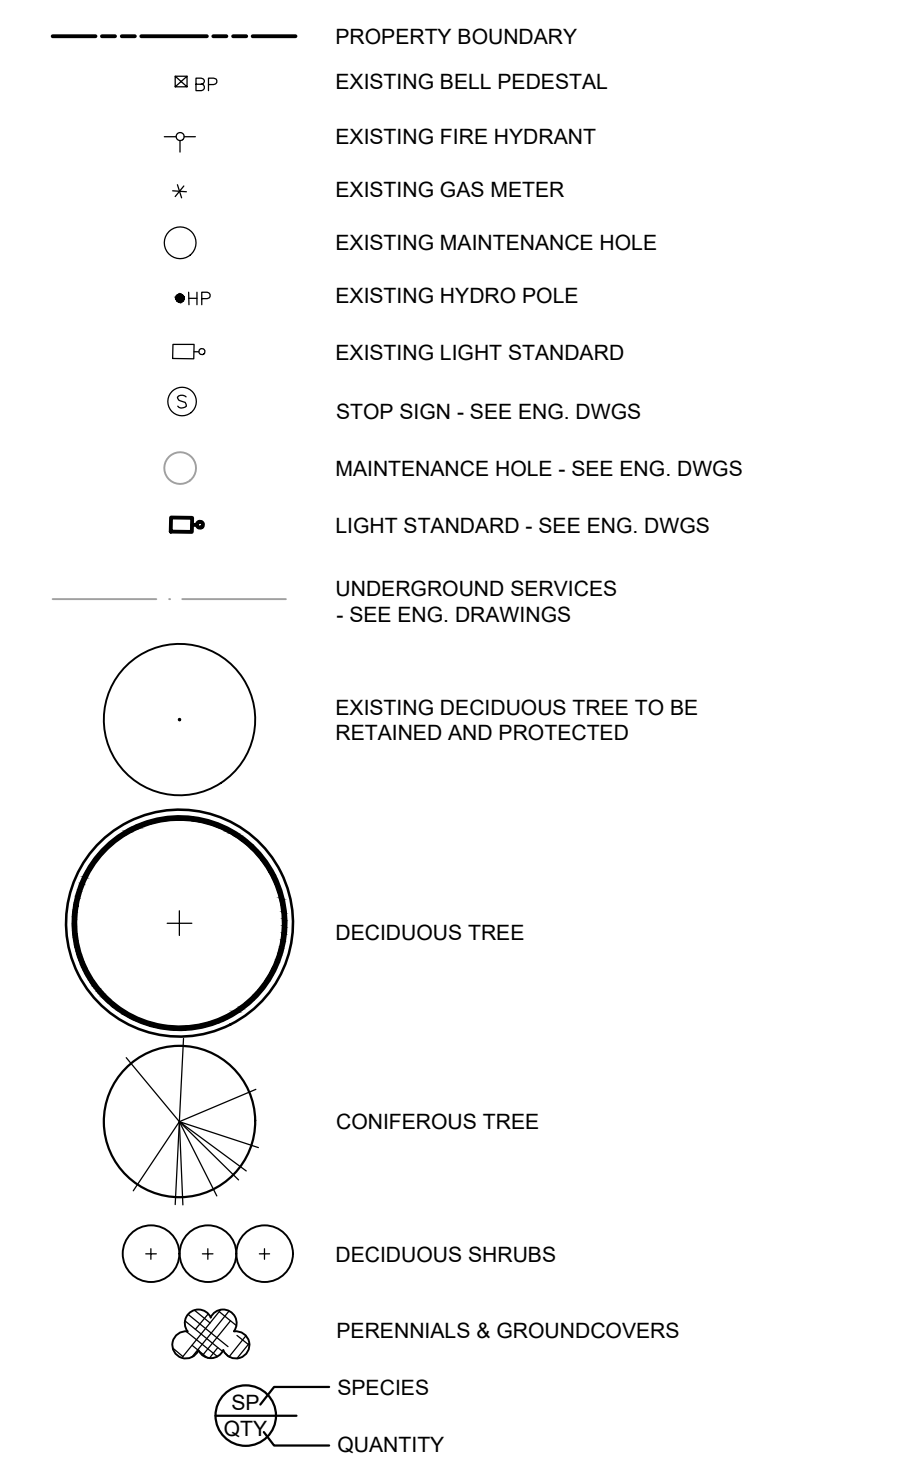 PROPERTY BOUNDARY
BP EXISTING BELL PEDESTAL
EXISTING FIRE HYDRANT
EXISTING GAS METER
EXISTING MAINTENANCE HOLE
HP EXISTING HYDRO POLE
EXISTING LIGHT STANDARD
S STOP SIGN - SEE ENG. DWGS
MAINTENANCE HOLE - SEE ENG. DWGS
LIGHT STANDARD - SEE ENG. DWGS
UNDERGROUND SERVICES
- SEE ENG. DRAWINGS
EXISTING DECIDUOUS TREE TO BE
RETAINED AND PROTECTED
DECIDUOUS TREE
CONIFEROUS TREE
DECIDUOUS SHRUBS
PERENNIALS & GROUNDCOVERS
SP SPECIES
QTY QUANTITY